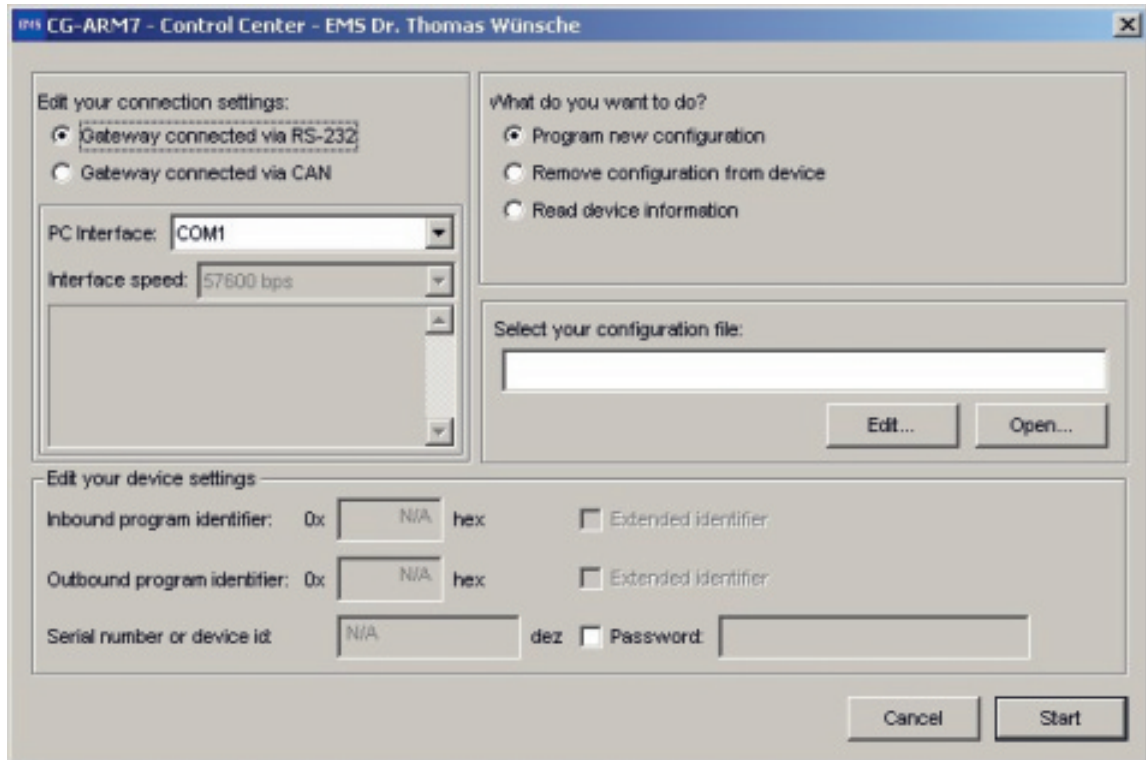 EMS CG-ARM7 - Control Center - EMS Dr. Thomas Wünsche
Edit your connection settings:
Gateway connected via RS-232
Gateway connected via CAN
PC Interface: COM1
Interface speed: 57600 bps
What do you want to do?
Program new configuration
Remove configuration from device
Read device information
Select your configuration file:
Edit...
Open...
Edit your device settings
Inbound program identifier: 0x N/A hex Extended identifier
Outbound program identifier: 0x N/A hex Extended identifier
Serial number or device id: N/A dez Password:
Cancel
Start